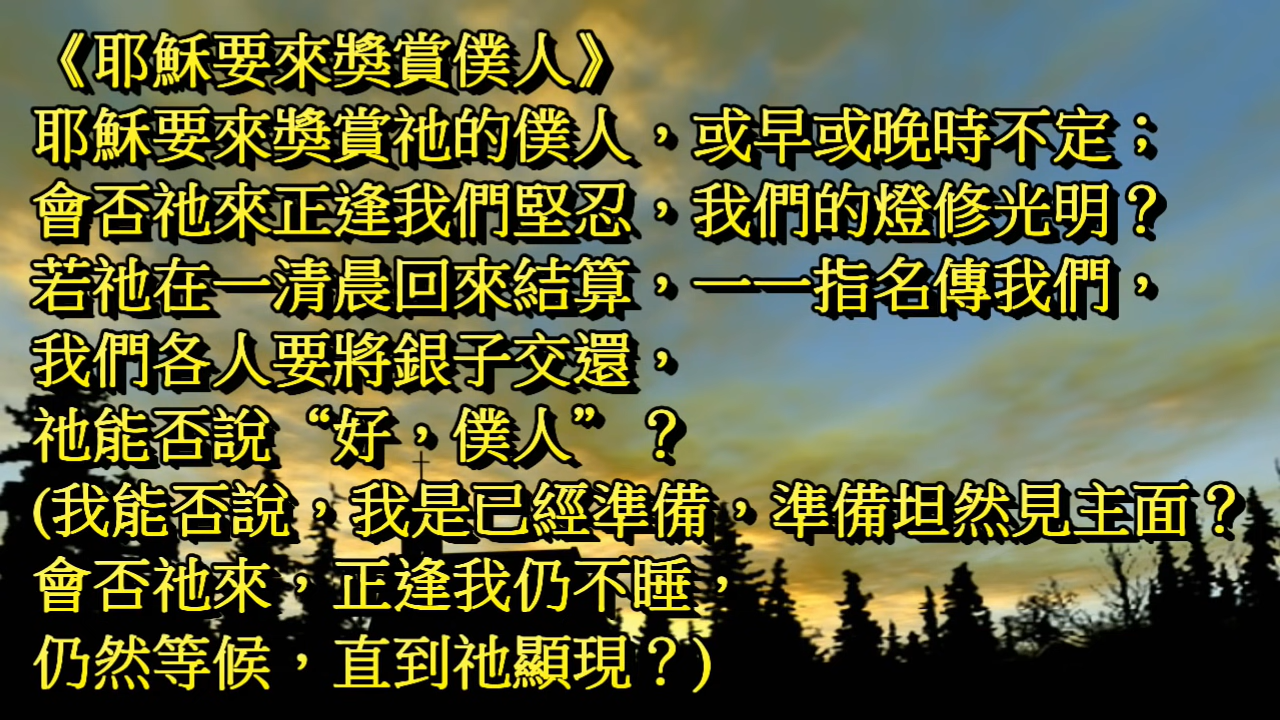 《耶穌要來獎賞僕人》
耶穌要來獎賞祂的僕人，或早或晚時不定；
會否祂來正逢我們堅忍，我們的燈修光明？
若祂在一清晨回來結算，一一指名傳我們，
我們各人要將銀子交還，
祂能否說“好，僕人”？
(我能否說，我是已經準備，準備坦然見主面？
會否祂來，正逢我仍不睡，
仍然等候，直到祂顯現？)